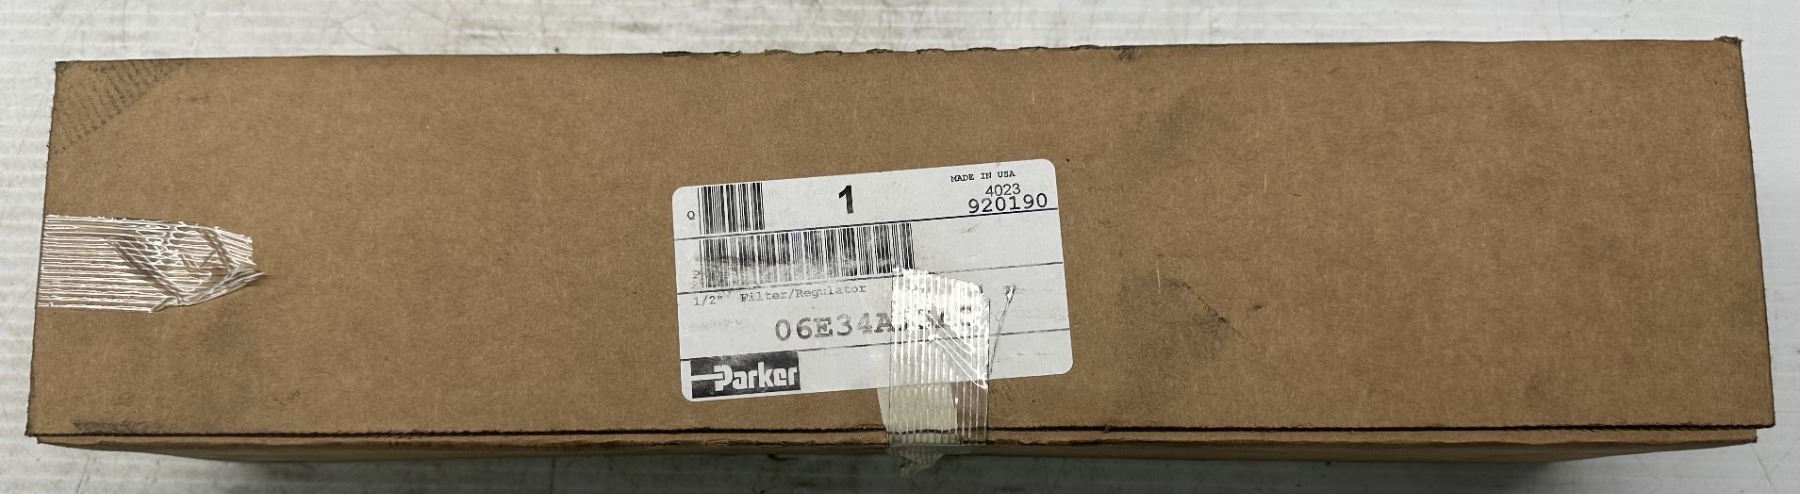 Q 1 MADE IN USA
4023
920190
P
1/2" Filter/Regulator
Parker